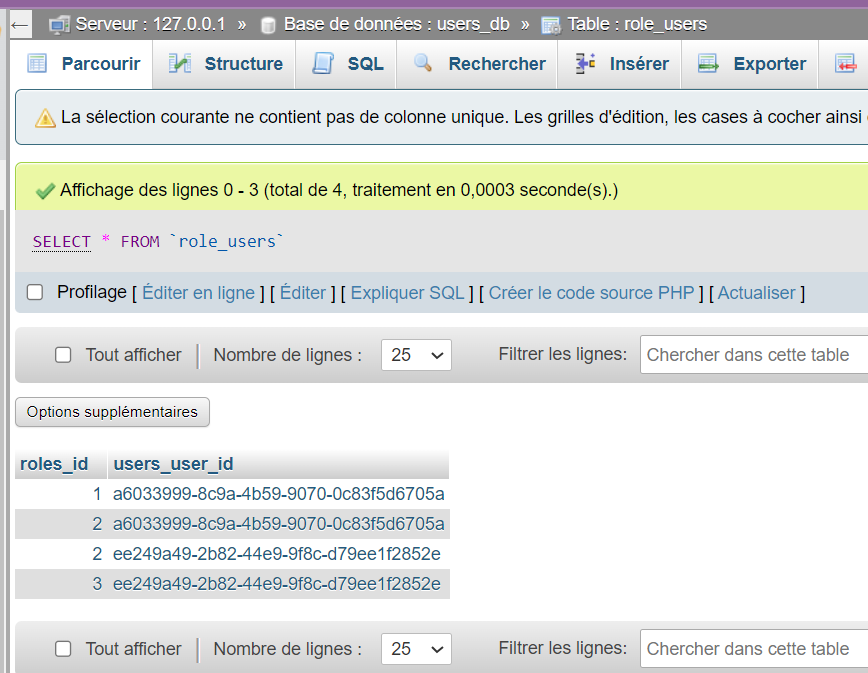 ← Serveur : 127.0.0.1 » Base de données : users_db » Table : role_users
Parcourir Structure SQL Rechercher Insérer Exporter
La sélection courante ne contient pas de colonne unique. Les grilles d'édition, les cases à cocher ainsi
Affichage des lignes 0 - 3 (total de 4, traitement en 0,0003 seconde(s).)
SELECT * FROM `role_users`
Profilage [ Éditer en ligne ] [ Éditer ] [ Expliquer SQL ] [ Créer le code source PHP ] [ Actualiser ]
Tout afficher | Nombre de lignes : 25 Filtrer les lignes: Chercher dans cette table
Options supplémentaires
roles_id users_user_id
1 a6033999-8c9a-4b59-9070-0c83f5d6705a
2 a6033999-8c9a-4b59-9070-0c83f5d6705a
2 ee249a49-2b82-44e9-9f8c-d79ee1f2852e
3 ee249a49-2b82-44e9-9f8c-d79ee1f2852e
Tout afficher | Nombre de lignes : 25 Filtrer les lignes: Chercher dans cette table